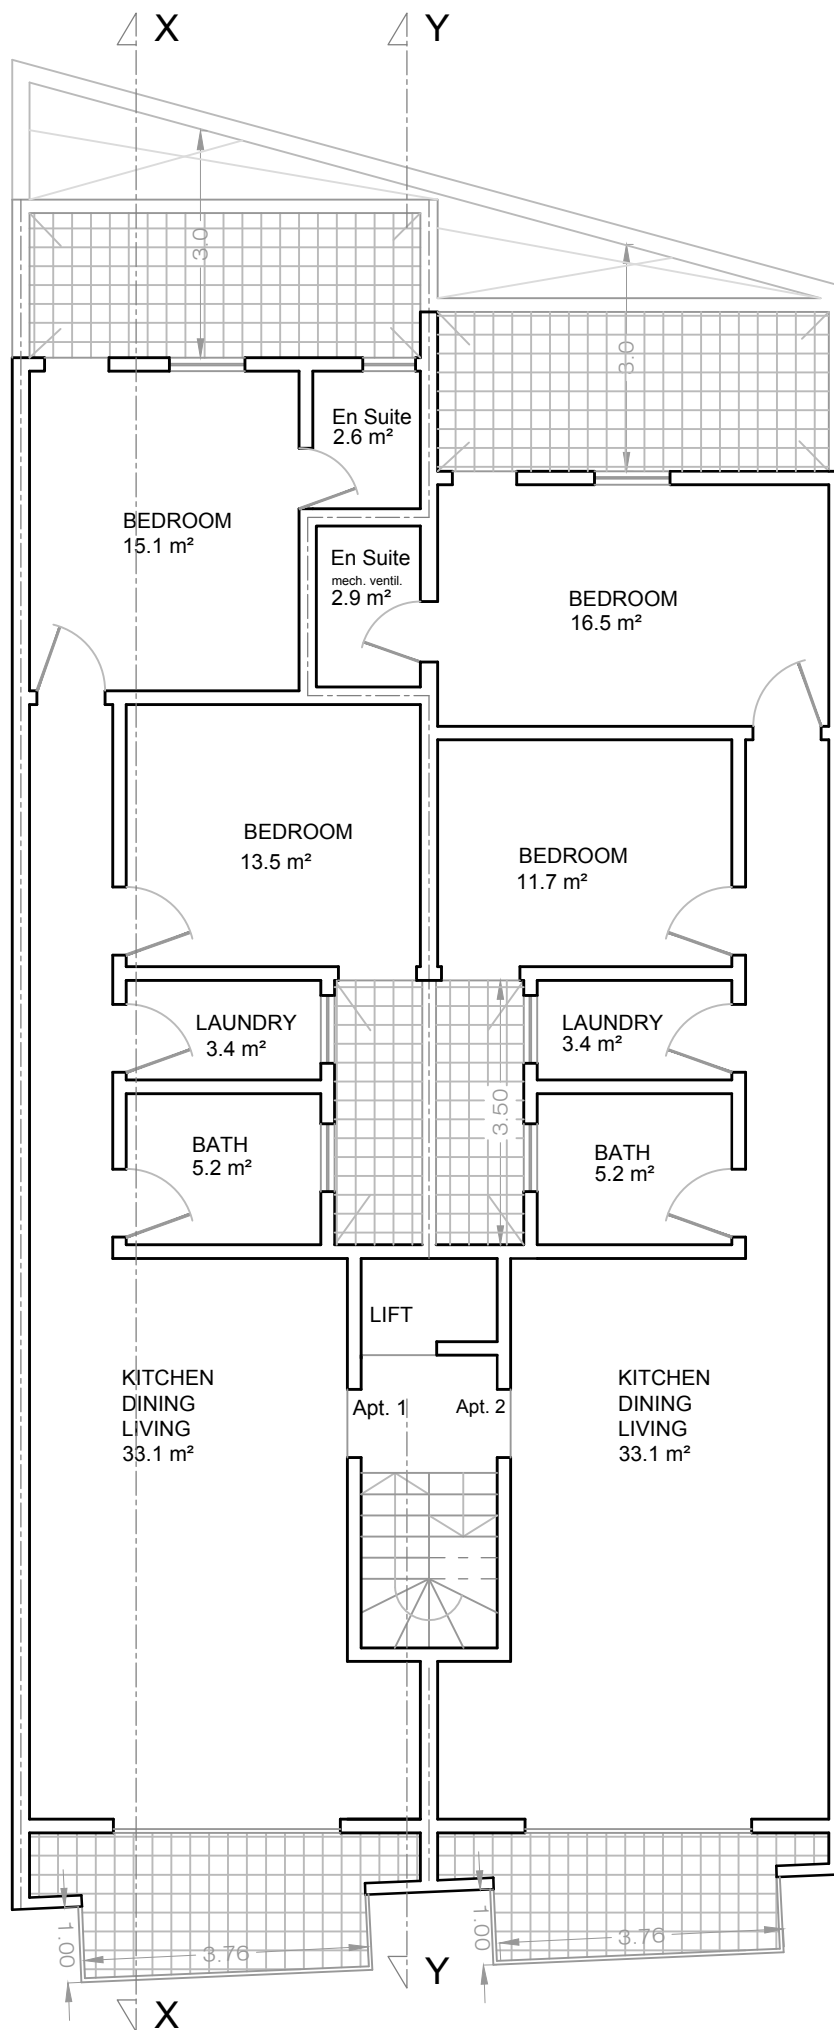 X
Y
3.0
3.0
En Suite
2.6 m²
BEDROOM
15.1 m²
En Suite
mech. ventil.
2.9 m²
BEDROOM
16.5 m²
BEDROOM
13.5 m²
BEDROOM
11.7 m²
LAUNDRY
3.4 m²
LAUNDRY
3.4 m²
3.50
BATH
5.2 m²
BATH
5.2 m²
LIFT
KITCHEN
DINING
LIVING
33.1 m²
Apt. 1
Apt. 2
KITCHEN
DINING
LIVING
33.1 m²
1.00
3.76
1.00
3.76
Y
X